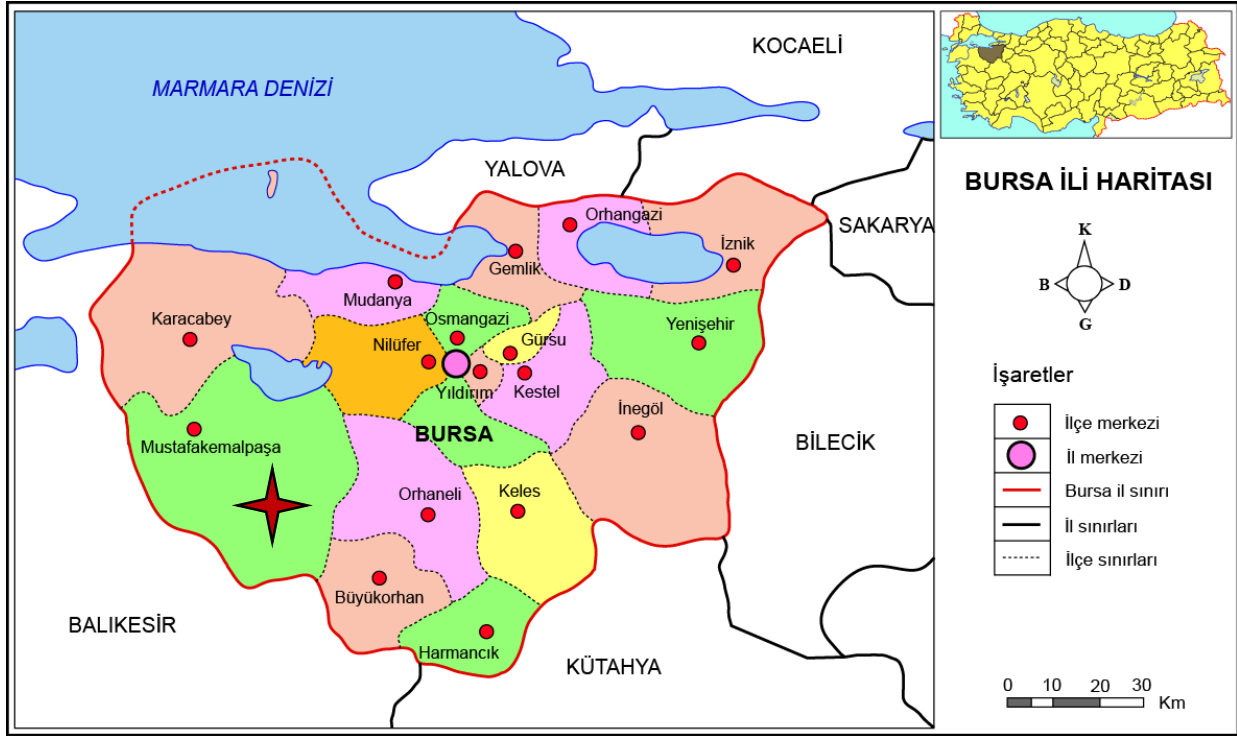 KOCAELİ
MARMARA DENİZİ
YALOVA
BURSA İLİ HARİTASI
Orhangazi
SAKARYA
K
B
D
G
İznik
Gemlik
Mudanya
Karacabey
Osmangazi
Yenişehir
Gürsu
Nilüfer
Yıldırım
Kestel
İnegöl
BURSA
Mustafakemalpaşa
BİLECİK
Orhaneli
Keles
Büyükorhan
BALIKESİR
Harmancık
KÜTAHYA
İşaretler
İlçe merkezi
İl merkezi
Bursa il sınırı
İl sınırları
İlçe sınırları
0 10 20 30
Km